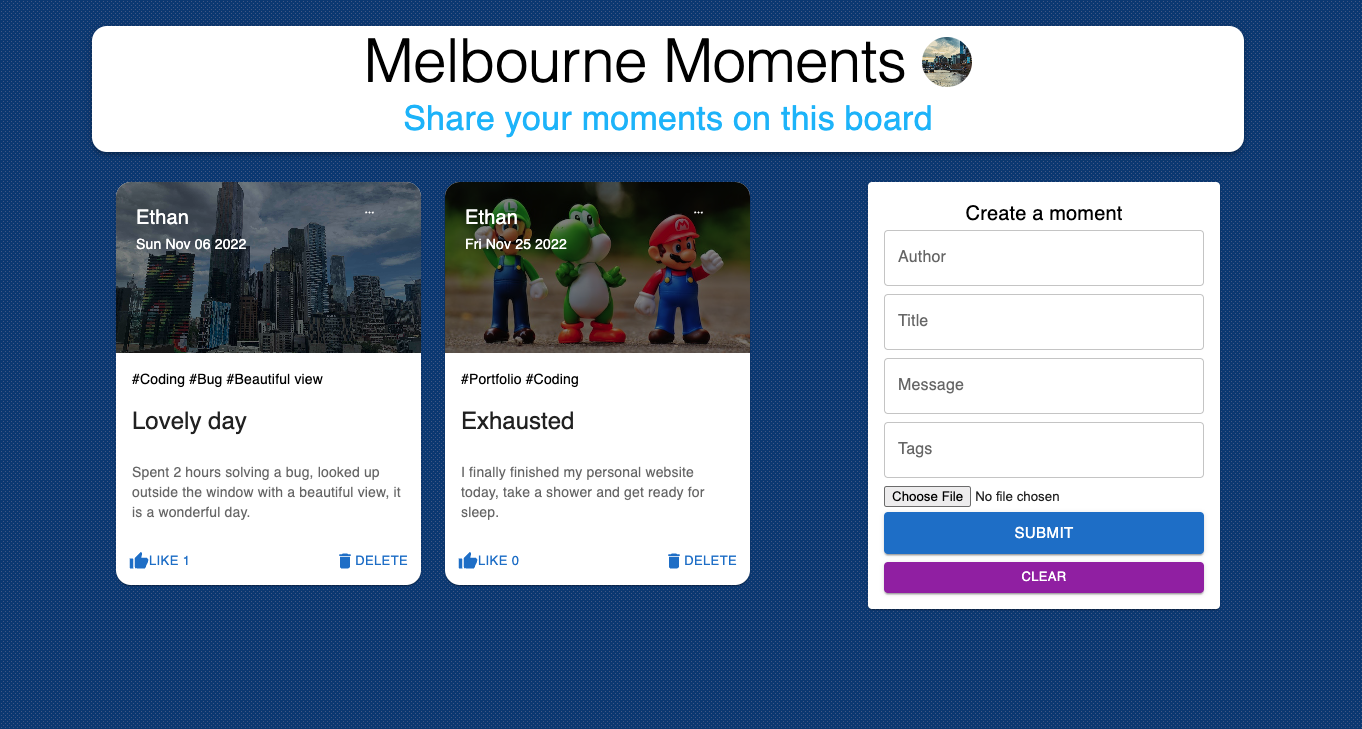 Melbourne Moments
Share your moments on this board
Ethan
...
Sun Nov 06 2022
#Coding #Bug #Beautiful view
Lovely day
Spent 2 hours solving a bug, looked up
outside the window with a beautiful view, it
is a wonderful day.
LIKE 1
DELETE
Ethan
...
Fri Nov 25 2022
#Portfolio #Coding
Exhausted
I finally finished my personal website
today, take a shower and get ready for
sleep.
LIKE 0
DELETE
Create a moment
Author
Title
Message
Tags
Choose File No file chosen
SUBMIT
CLEAR